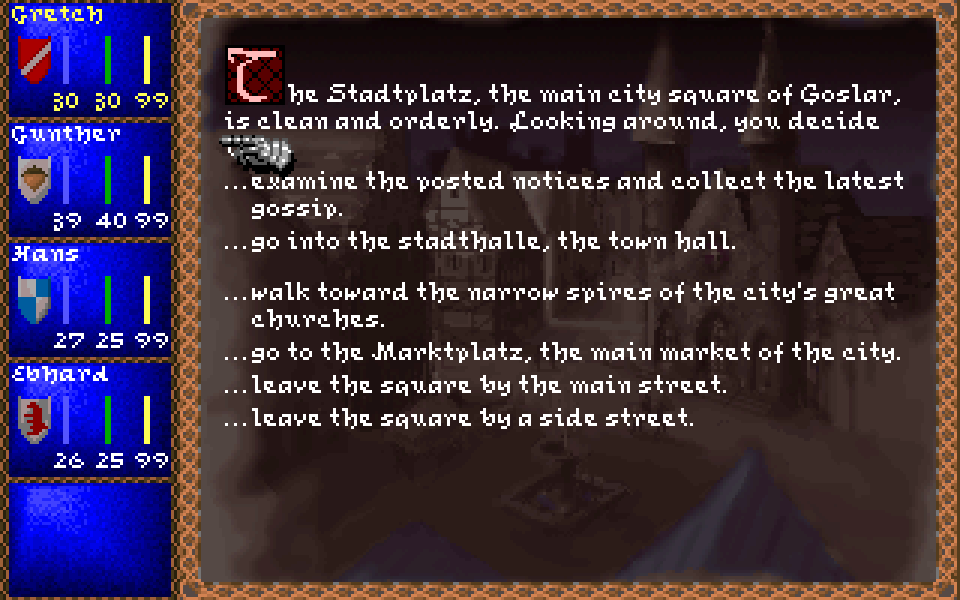 Gretch
30 30 99
Gunther
39 40 99
Hans
27 25 99
Ebhard
26 25 99
The Stadtplatz, the main city square of Goslar,
is clean and orderly. Looking around, you decide
...examine the posted notices and collect the latest
gossip.
...go into the stadthalle, the town hall.
...walk toward the narrow spires of the city's great
churches.
...go to the Marktplatz, the main market of the city.
...leave the square by the main street.
...leave the square by a side street.